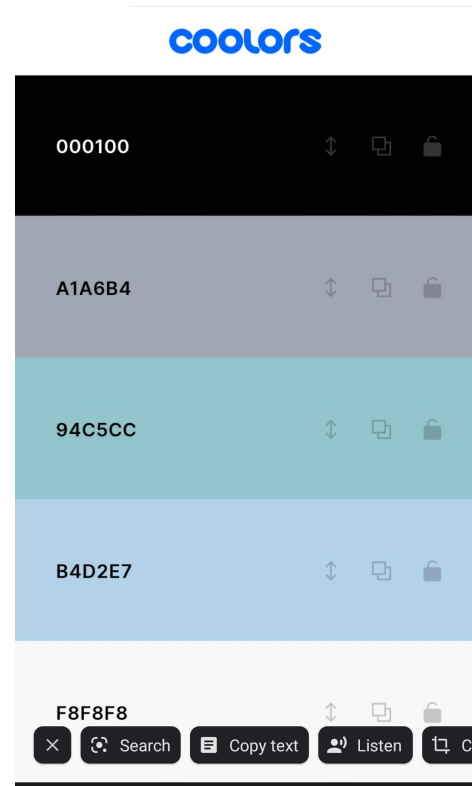 coolors
000100
A1A6B4
94C5CC
B4D2E7
F8F8F8
Search Copy text Listen C